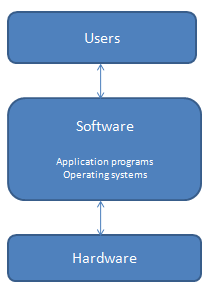 Users
Software
Application programs
Operating systems
Hardware